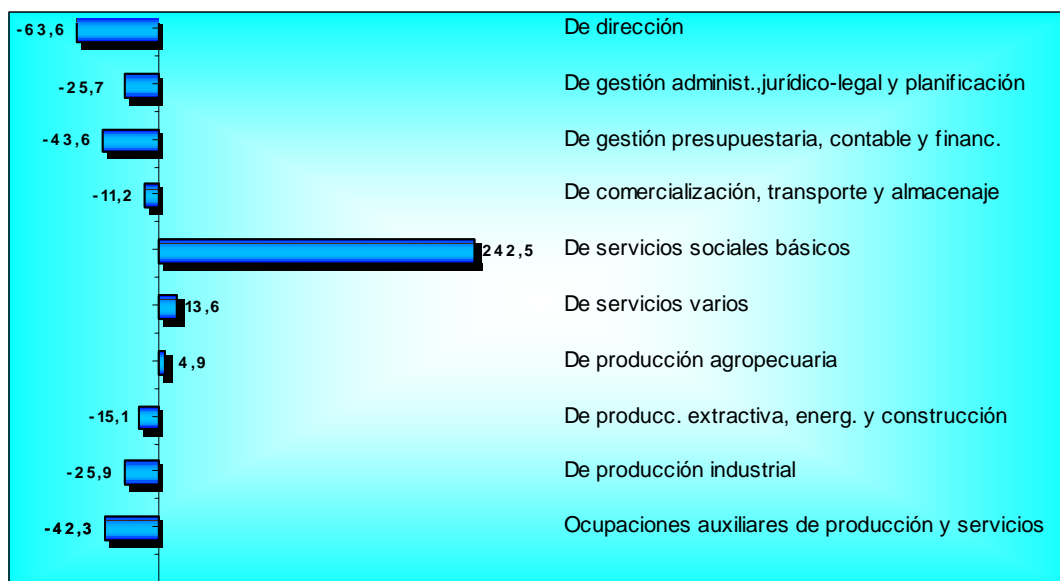 -63,6 De dirección
-25,7 De gestión administ.,jurídico-legal y planificación
-43,6 De gestión presupuestaria, contable y financ.
-11,2 De comercialización, transporte y almacenaje
242,5 De servicios sociales básicos
13,6 De servicios varios
4,9 De producción agropecuaria
-15,1 De producc. extractiva, energ. y construcción
-25,9 De producción industrial
-42,3 Ocupaciones auxiliares de producción y servicios